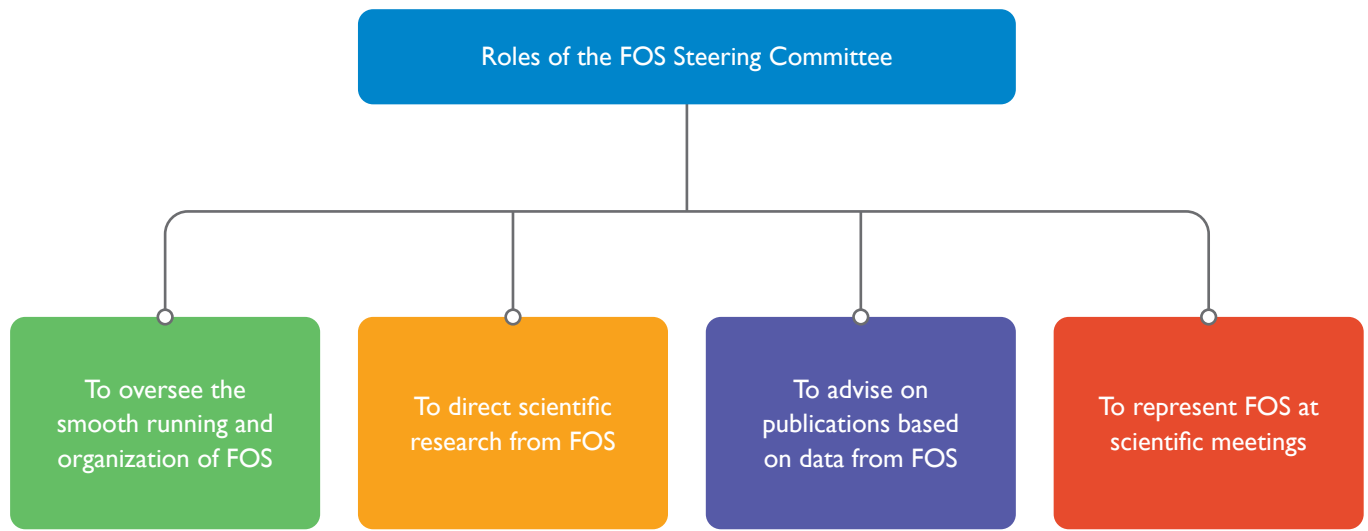 Roles of the FOS Steering Committee
To oversee the
smooth running and
organization of FOS
To direct scientific
research from FOS
To advise on
publications based
on data from FOS
To represent FOS at
scientific meetings